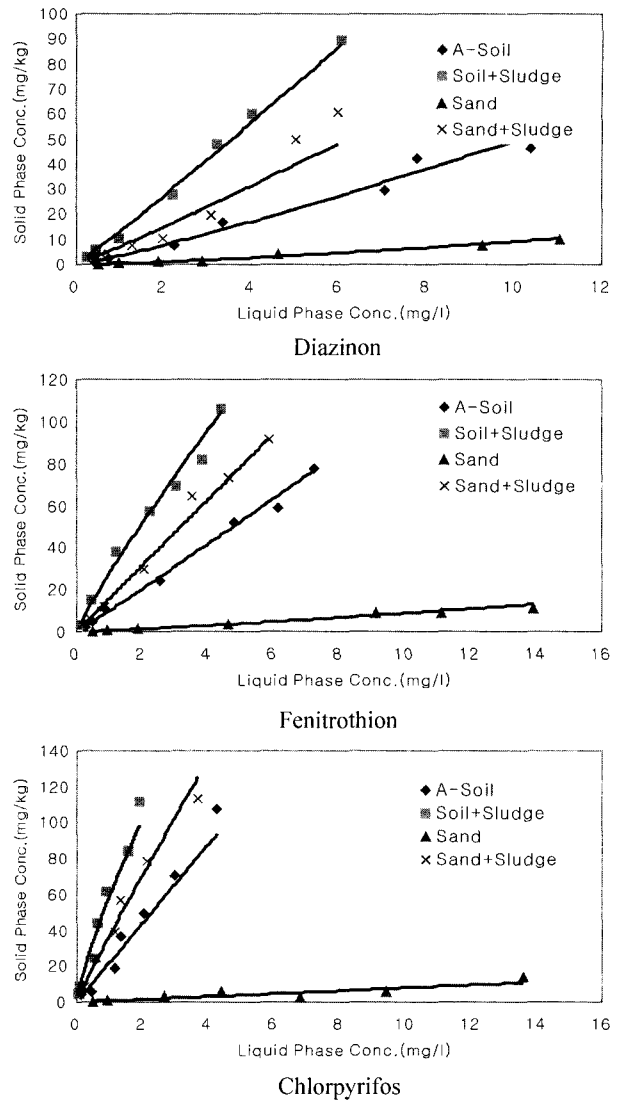 100
90
80
70
60
50
40
30
20
10
0
Solid Phase Conc.(mg/kg)
A-Soil
Soil+Sludge
Sand
Sand+Sludge
0 2 4 6 8 10 12
Liquid Phase Conc.(mg/l)
Diazinon
120
100
80
60
40
20
0
Solid Phase Conc.(mg/kg)
A-Soil
Soil+Sludge
Sand
Sand+Sludge
0 2 4 6 8 10 12 14 16
Liquid Phase Conc.(mg/l)
Fenitrothion
140
120
100
80
60
40
20
0
Solid Phase Conc.(mg/kg)
A-Soil
Soil+Sludge
Sand
Sand+Sludge
0 2 4 6 8 10 12 14 16
Liquid Phase Conc.(mg/l)
Chlorpyrifos